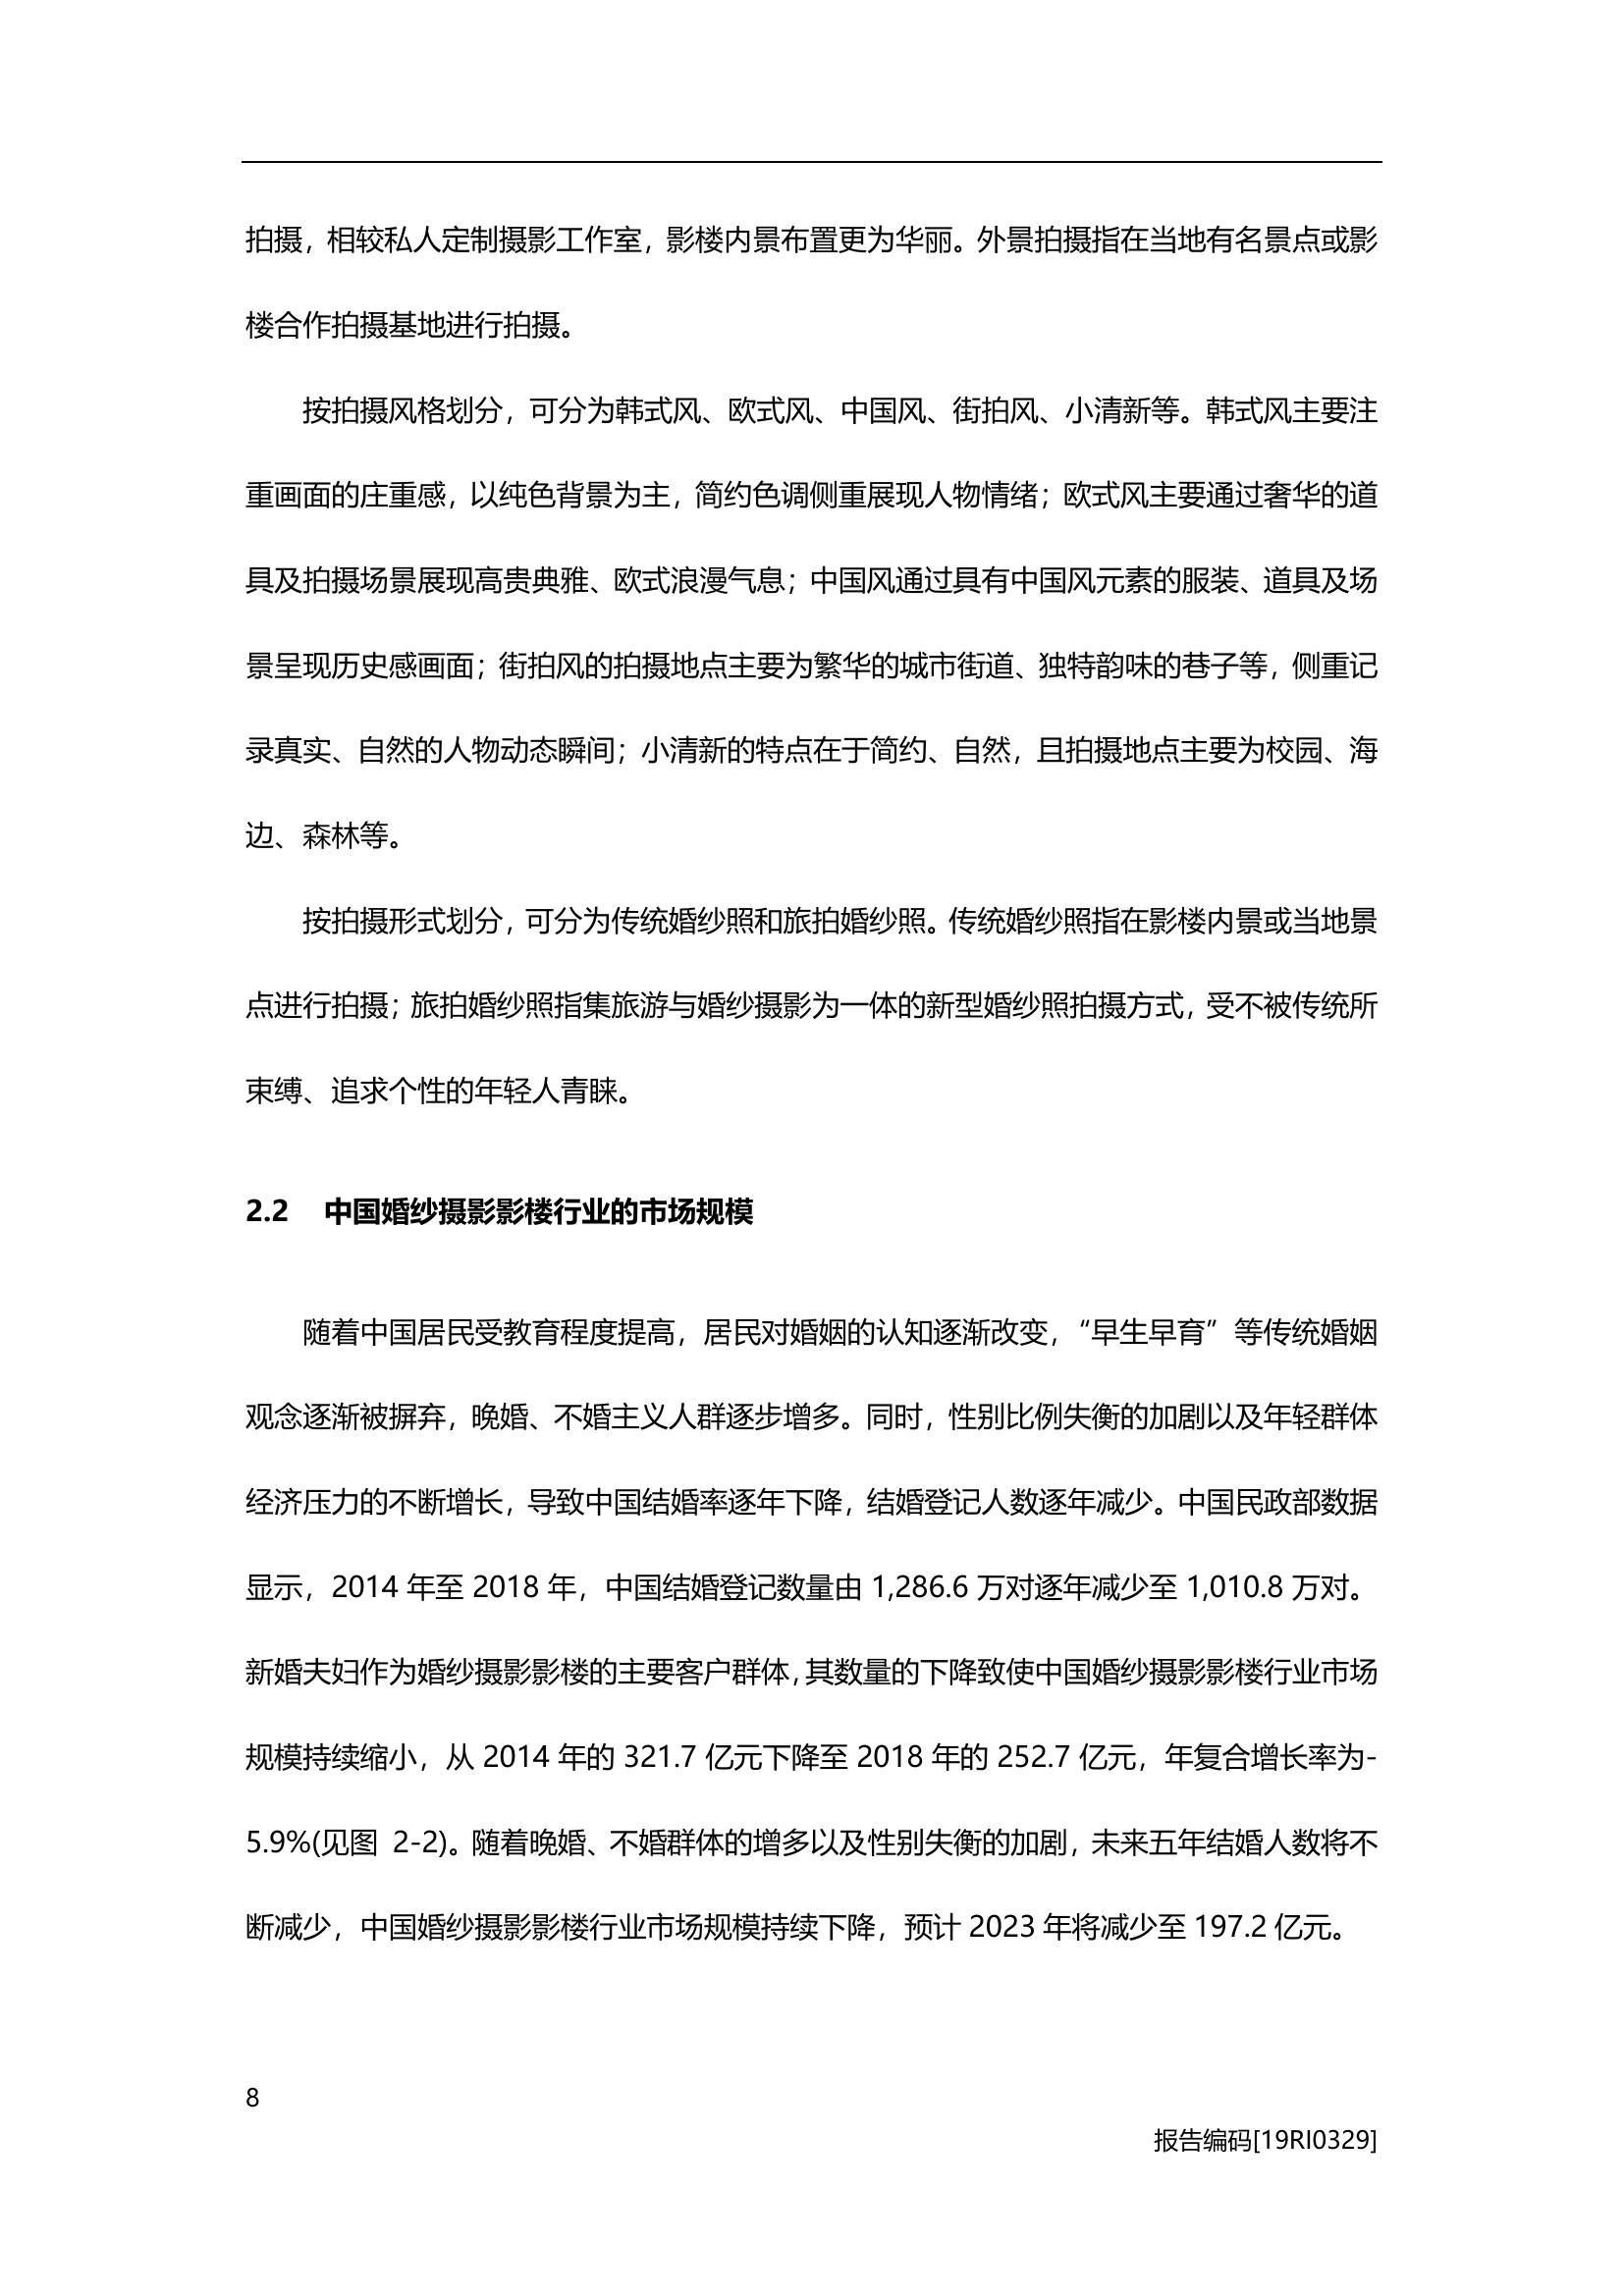 拍摄，相较私人定制摄影工作室，影楼内景布置更为华丽。外景拍摄指在当地有名景点或影
楼合作拍摄基地进行拍摄。
按拍摄风格划分，可分为韩式风、欧式风、中国风、街拍风、小清新等。韩式风主要注
重画面的庄重感，以纯色背景为主，简约色调侧重展现人物情绪；欧式风主要通过奢华的道
具及拍摄场景展现高贵典雅、欧式浪漫气息；中国风通过具有中国风元素的服装、道具及场
景呈现历史感画面；街拍风的拍摄地点主要为繁华的城市街道、独特韵味的巷子等，侧重记
录真实、自然的人物动态瞬间；小清新的特点在于简约、自然，且拍摄地点主要为校园、海
边、森林等。
按拍摄形式划分，可分为传统婚纱照和旅拍婚纱照。传统婚纱照指在影楼内景或当地景
点进行拍摄；旅拍婚纱照指集旅游与婚纱摄影为一体的新型婚纱照拍摄方式，受不被传统所
束缚、追求个性的年轻人青睐。
2.2 中国婚纱摄影影楼行业的市场规模
随着中国居民受教育程度提高，居民对婚姻的认知逐渐改变，“早生早育”等传统婚姻
观念逐渐被摒弃，晚婚、不婚主义人群逐步增多。同时，性别比例失衡的加剧以及年轻群体
经济压力的不断增长，导致中国结婚率逐年下降，结婚登记人数逐年减少。中国民政部数据
显示，2014 年至 2018 年，中国结婚登记数量由 1,286.6 万对逐年减少至 1,010.8 万对。
新婚夫妇作为婚纱摄影影楼的主要客户群体，其数量的下降致使中国婚纱摄影影楼行业市场
规模持续缩小，从 2014 年的 321.7 亿元下降至 2018 年的 252.7 亿元，年复合增长率为-
5.9%(见图 2-2)。随着晚婚、不婚群体的增多以及性别失衡的加剧，未来五年结婚人数将不
断减少，中国婚纱摄影影楼行业市场规模持续下降，预计 2023 年将减少至 197.2 亿元。
8
报告编码[19RI0329]